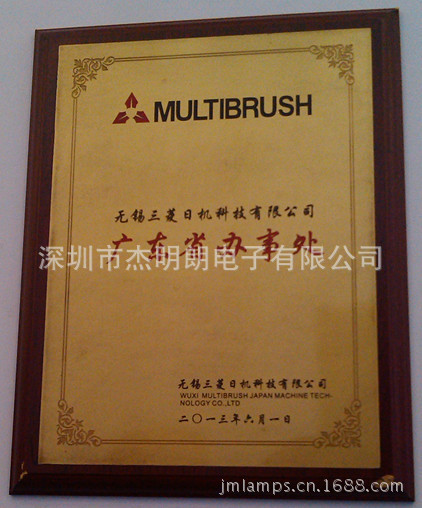 MULTIBRUSH
无锡三菱日机科技有限公司
广东省办事处
深圳市杰明朗电子有限公司
无锡三菱日机科技有限公司
WUXI MULTIBRUSH JAPAN MACHINE TECH-
NOLOGY CO.,LTD
二〇一三年六月一日
jmlamps.cn.1688.com